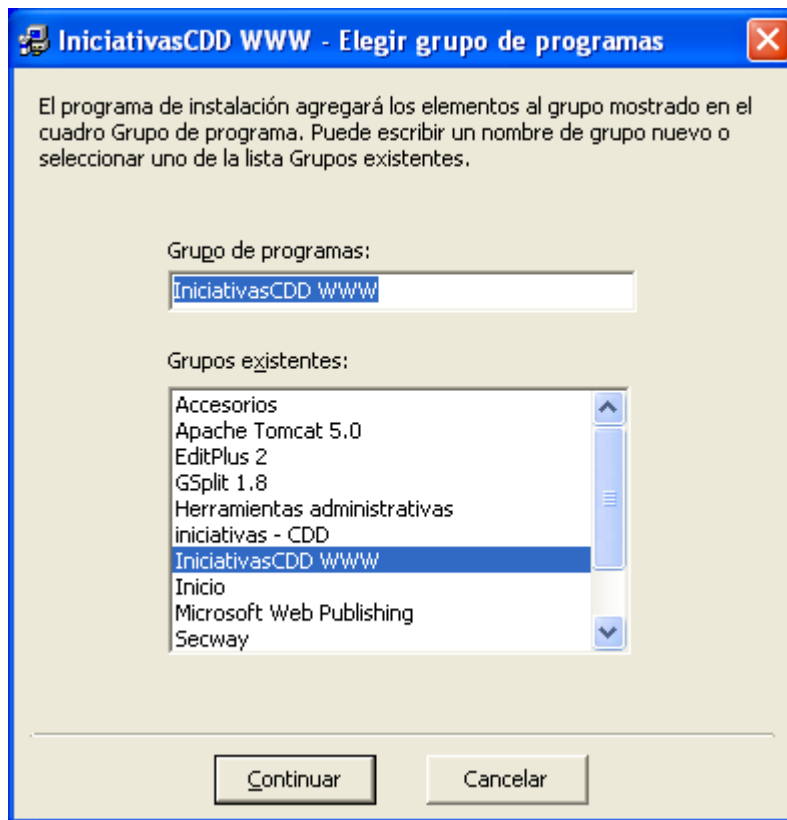 IniciativasCDD WWW - Elegir grupo de programas
El programa de instalación agregará los elementos al grupo mostrado en el
cuadro Grupo de programa. Puede escribir un nombre de grupo nuevo o
seleccionar uno de la lista Grupos existentes.
Grupo de programas:
IniciativasCDD WWW
Grupos existentes:
Accesorios
Apache Tomcat 5.0
EditPlus 2
GSplit 1.8
Herramientas administrativas
iniciativas - CDD
IniciativasCDD WWW
Inicio
Microsoft Web Publishing
Secway
Continuar
Cancelar